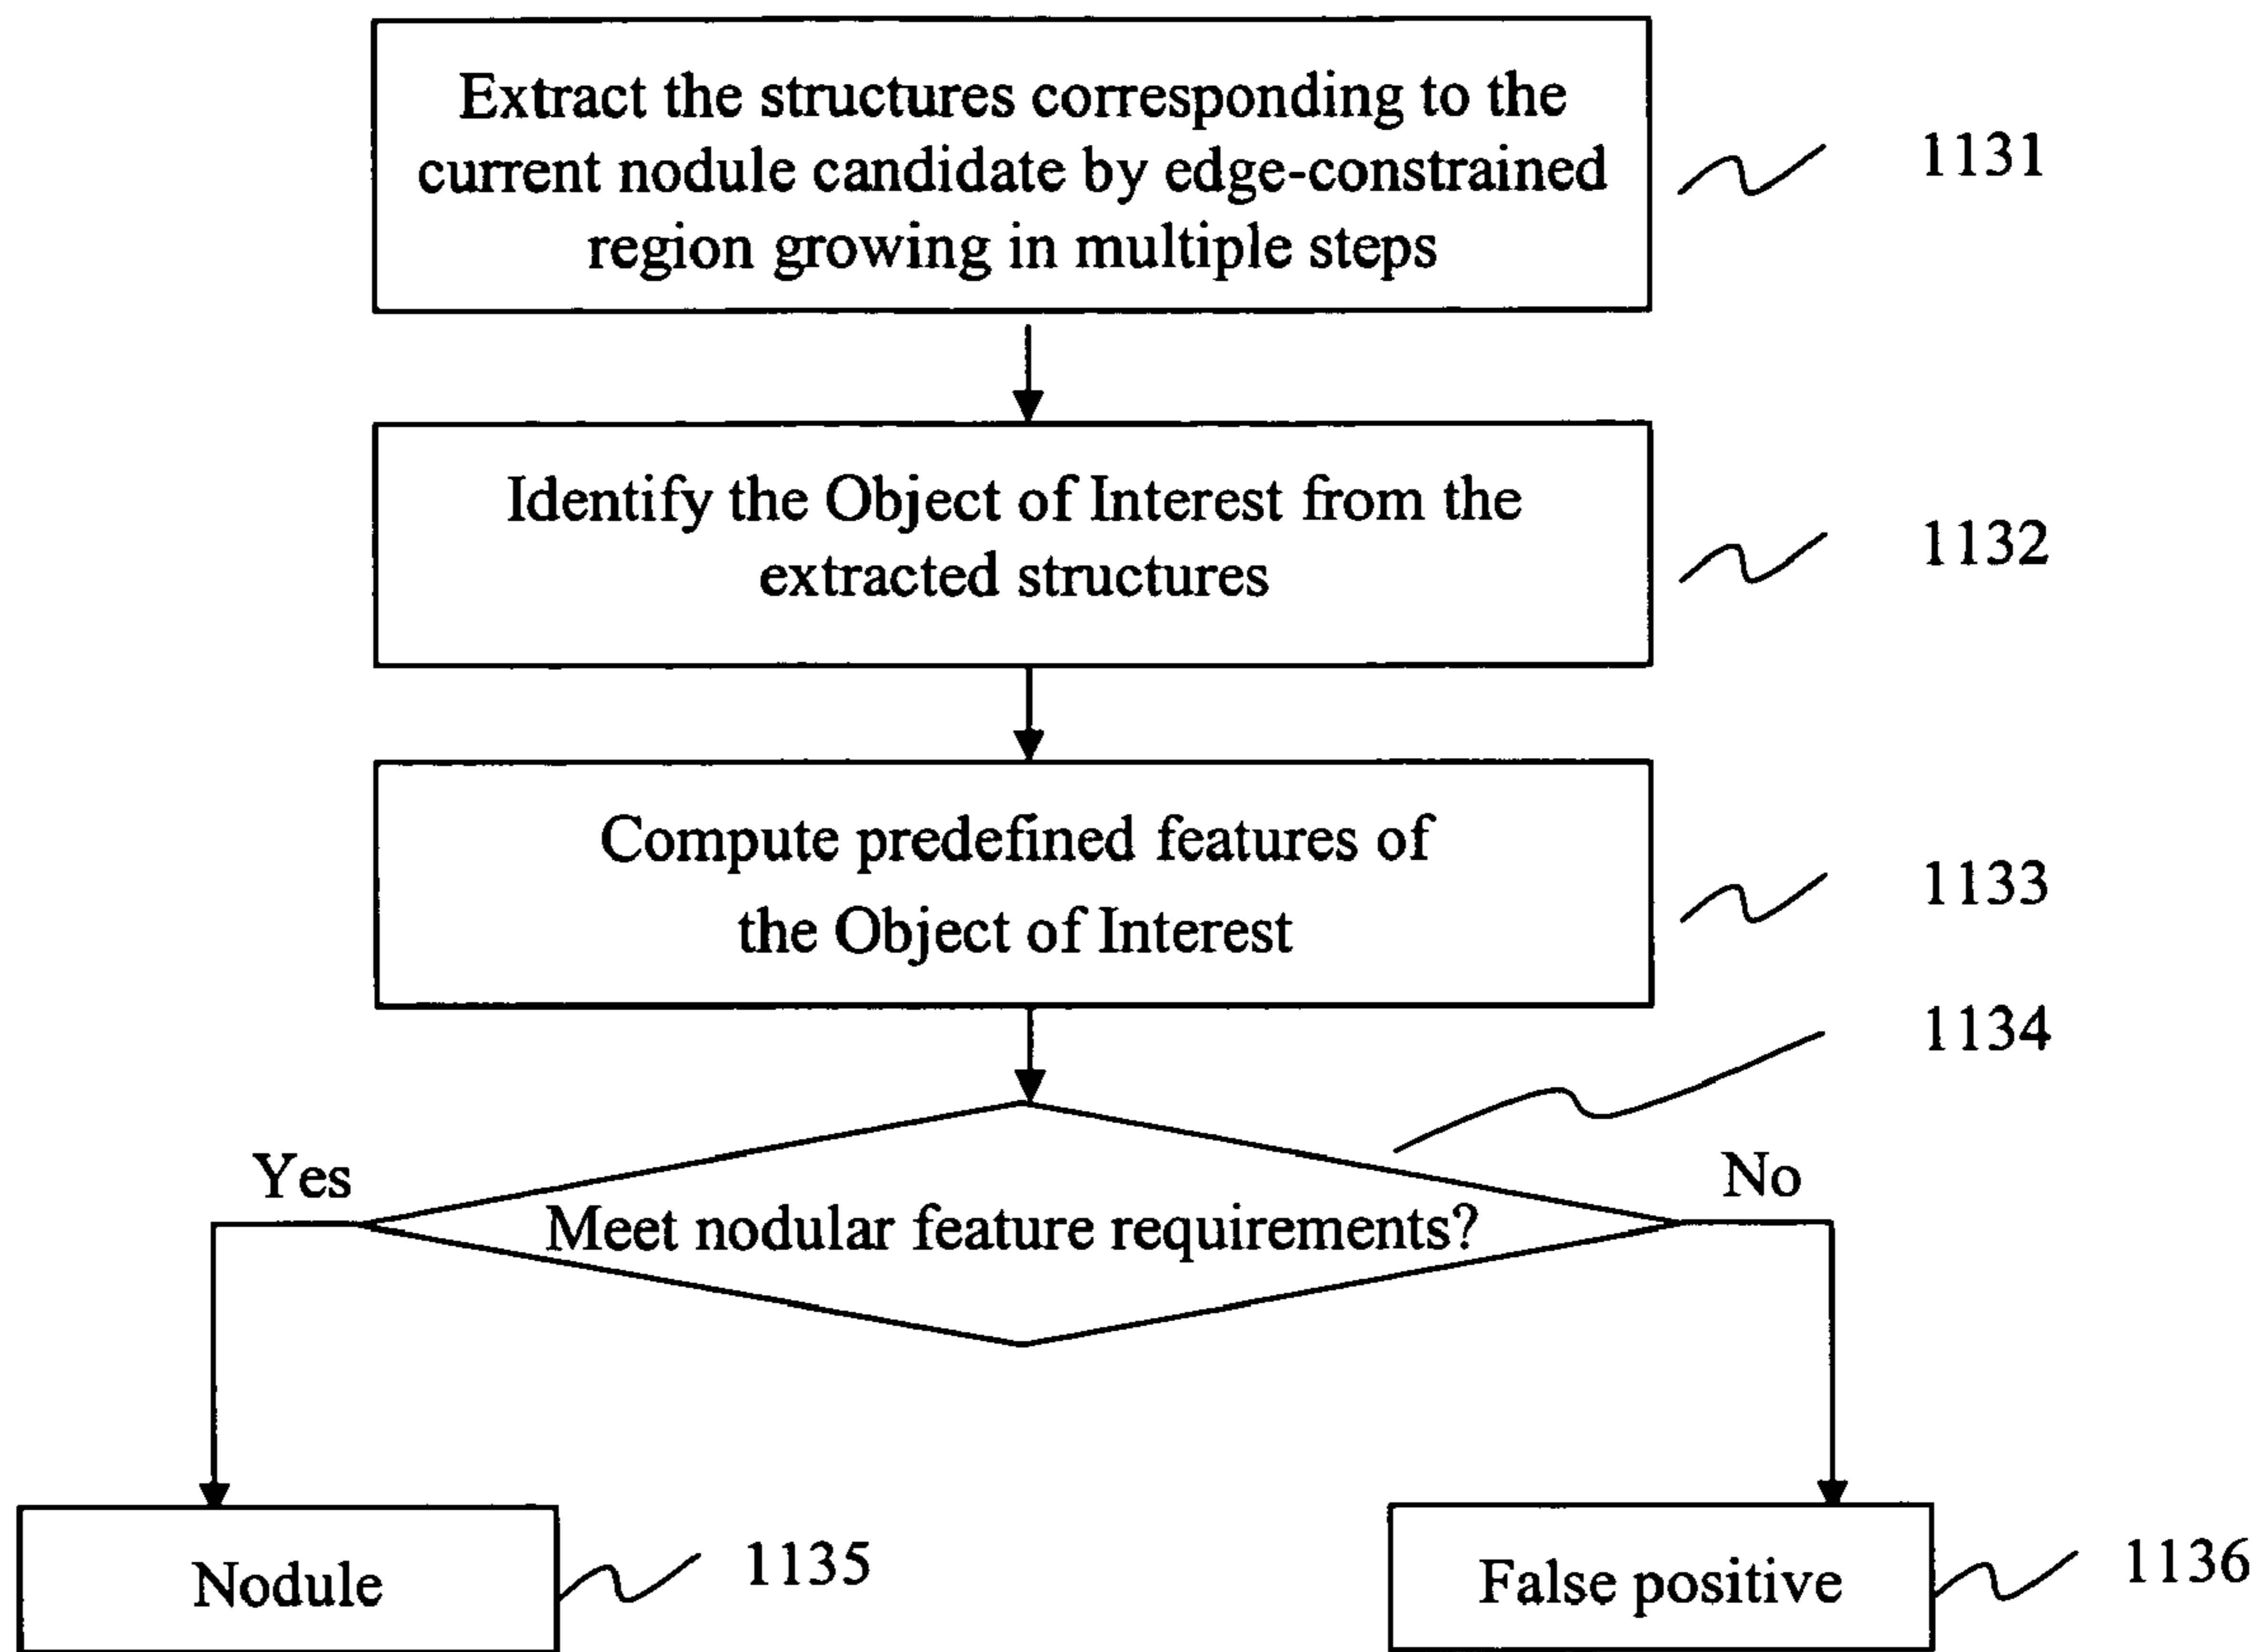 Extract the structures corresponding to the
current nodule candidate by edge-constrained
region growing in multiple steps
1131
Identify the Object of Interest from the
extracted structures
1132
Compute predefined features of
the Object of Interest
1133
1134
Yes
No
Meet nodular feature requirements?
Nodule
1135
False positive
1136